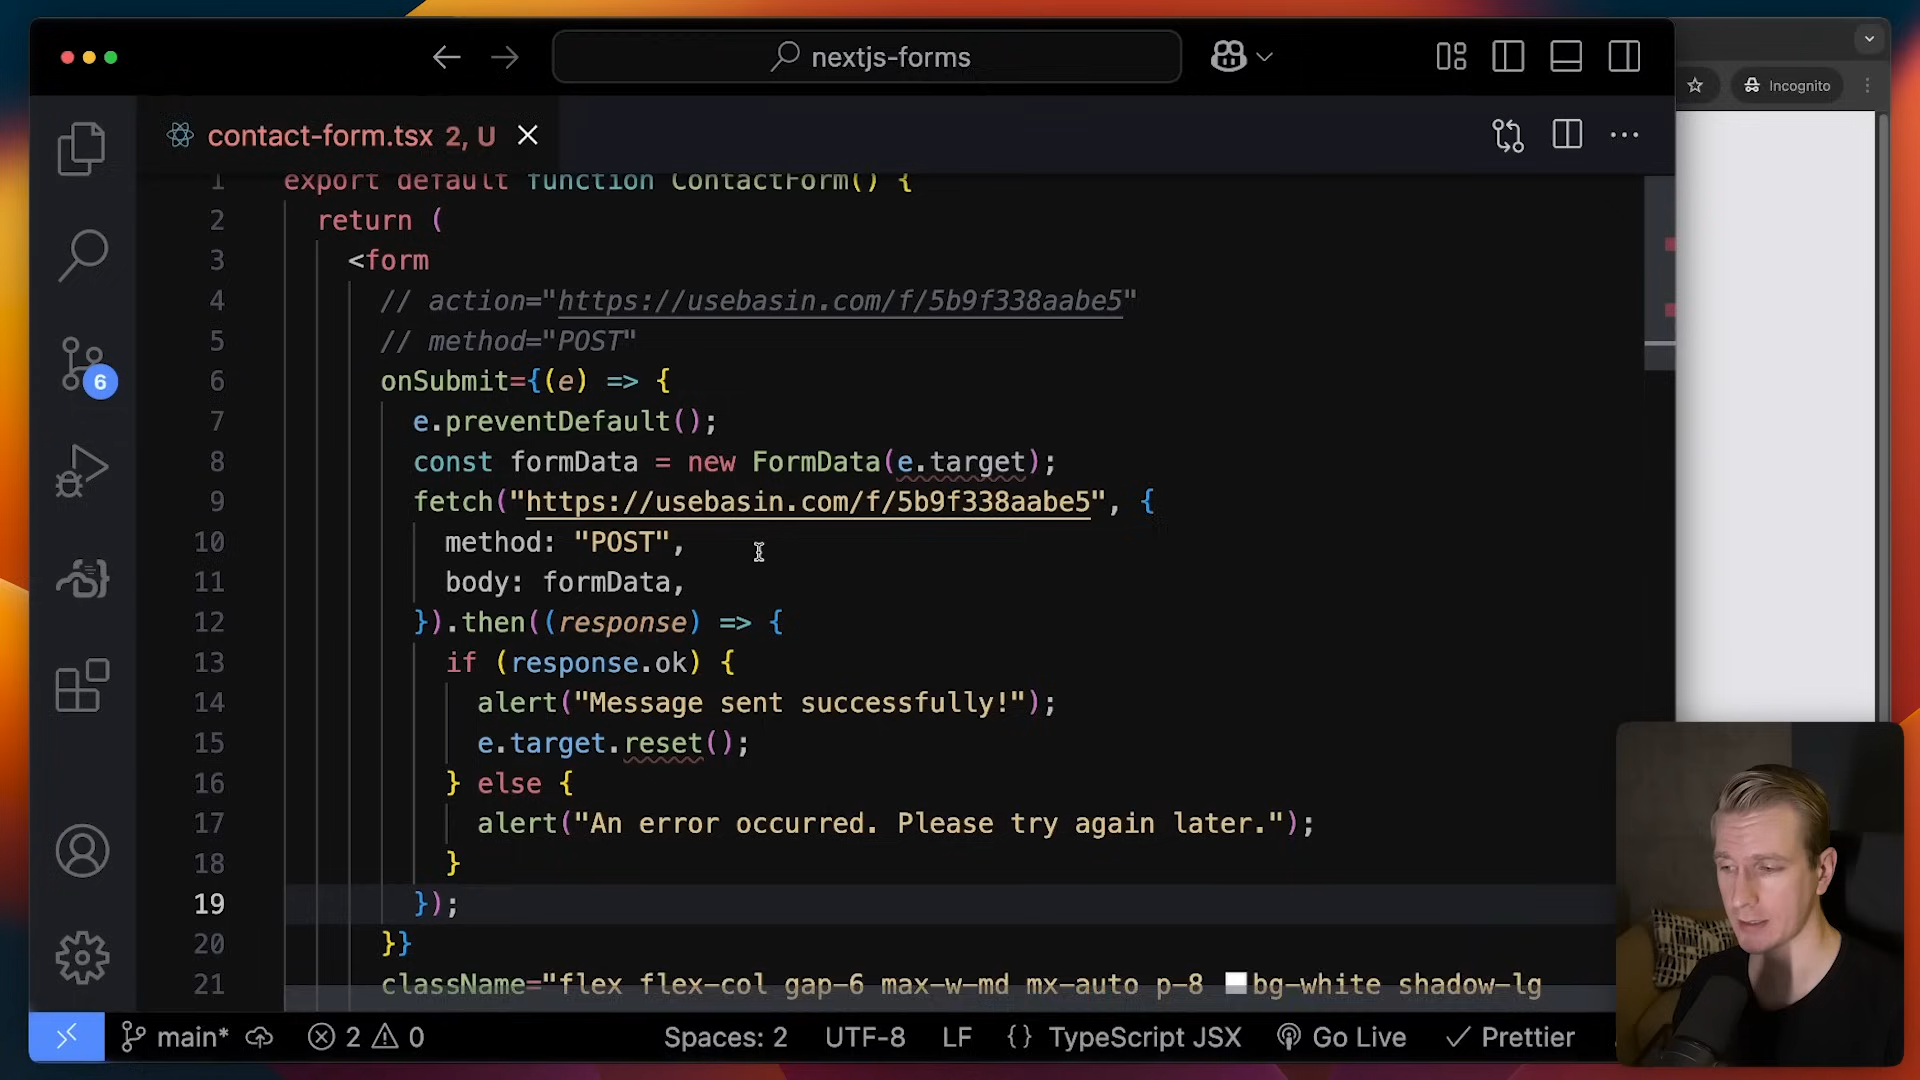 nextjs-forms
Incognito
contact-form.tsx 2, U
1 export default function ContactForm() {
2 return (
3 <form
4 // action="https://usebasin.com/f/5b9f338aabe5"
5 // method="POST"
6 onSubmit={(e) => {
7 e.preventDefault();
8 const formData = new FormData(e.target);
9 fetch("https://usebasin.com/f/5b9f338aabe5", {
10 method: "POST",
11 body: formData,
12 }).then((response) => {
13 if (response.ok) {
14 alert("Message sent successfully!");
15 e.target.reset();
16 } else {
17 alert("An error occurred. Please try again later.");
18 }
19 });
20 }}
21 className="flex flex-col gap-6 max-w-md mx-auto p-8 bg-white shadow-lg
6
main* 2 0 Spaces: 2 UTF-8 LF {} TypeScript JSX Go Live Prettier